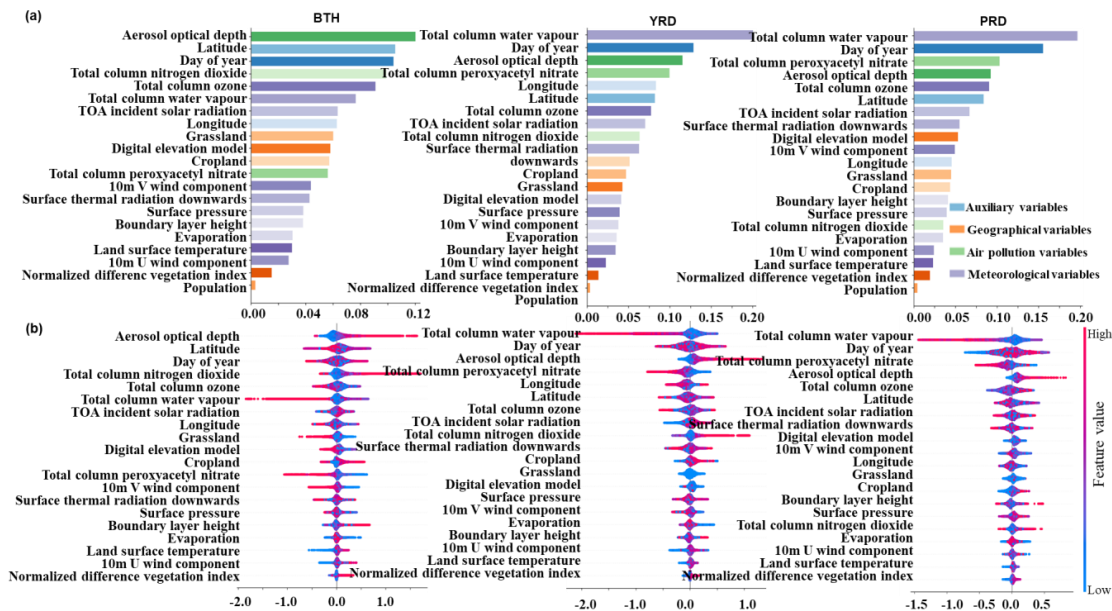 (a)
BTH
Aerosol optical depth
Latitude
Day of year
Total column nitrogen dioxide
Total column ozone
Total column water vapour
TOA incident solar radiation
Longitude
Grassland
Digital elevation model
Cropland
Total column peroxyacetyl nitrate
10m V wind component
Surface thermal radiation downwards
Surface pressure
Boundary layer height
Evaporation
Land surface temperature
10m U wind component
Normalized differenc vegetation index
Population
0.00 0.04 0.08 0.12
YRD
Total column water vapour
Day of year
Aerosol optical depth
Total column peroxyacetyl nitrate
Longitude
Latitude
Total column ozone
TOA incident solar radiation
Total column nitrogen dioxide
Surface thermal radiation
downwards
Cropland
Grassland
Digital elevation model
Surface pressure
10m V wind component
Evaporation
Boundary layer height
10m U wind component
Land surface temperature
Normalized difference vegetation index
Population
0.00 0.05 0.10 0.15 0.20
PRD
Total column water vapour
Day of year
Total column peroxyacetyl nitrate
Aerosol optical depth
Total column ozone
Latitude
TOA incident solar radiation
Surface thermal radiation downwards
Digital elevation model
10m V wind component
Longitude
Grassland
Cropland
Boundary layer height
Surface pressure
Total column nitrogen dioxide
Evaporation
10m U wind component
Land surface temperature
Normalized difference vegetation index
Population
0.00 0.05 0.10 0.15 0.20
Auxiliary variables
Geographical variables
Air pollution variables
Meteorological variables
(b)
Aerosol optical depth
Latitude
Day of year
Total column nitrogen dioxide
Total column ozone
Total column water vapour
TOA incident solar radiation
Longitude
Grassland
Digital elevation model
Cropland
Total column peroxyacetyl nitrate
10m V wind component
Surface thermal radiation downwards
Surface pressure
Boundary layer height
Evaporation
Land surface temperature
10m U wind component
Normalized difference vegetation index
-2.0 -1.0 0.0 1.0
Total column water vapour
Day of year
Aerosol optical depth
Total column peroxyacetyl nitrate
Longitude
Latitude
Total column ozone
TOA incident solar radiation
Total column nitrogen dioxide
Surface thermal radiation downwards
Cropland
Grassland
Digital elevation model
Surface pressure
10m V wind component
Evaporation
Boundary layer height
10m U wind component
Land surface temperature
Normalized difference vegetation index
-2.0 -1.0 0.0 1.0
Total column water vapour
Day of year
Total column peroxyacetyl nitrate
Aerosol optical depth
Total column ozone
Latitude
TOA incident solar radiation
Surface thermal radiation downwards
Digital elevation model
10m V wind component
Longitude
Grassland
Cropland
Boundary layer height
Surface pressure
Total column nitrogen dioxide
Evaporation
10m U wind component
Land surface temperature
Normalized difference vegetation index
-1.5 -1.0 -0.5 0.0 0.5
High
Feature value
Low